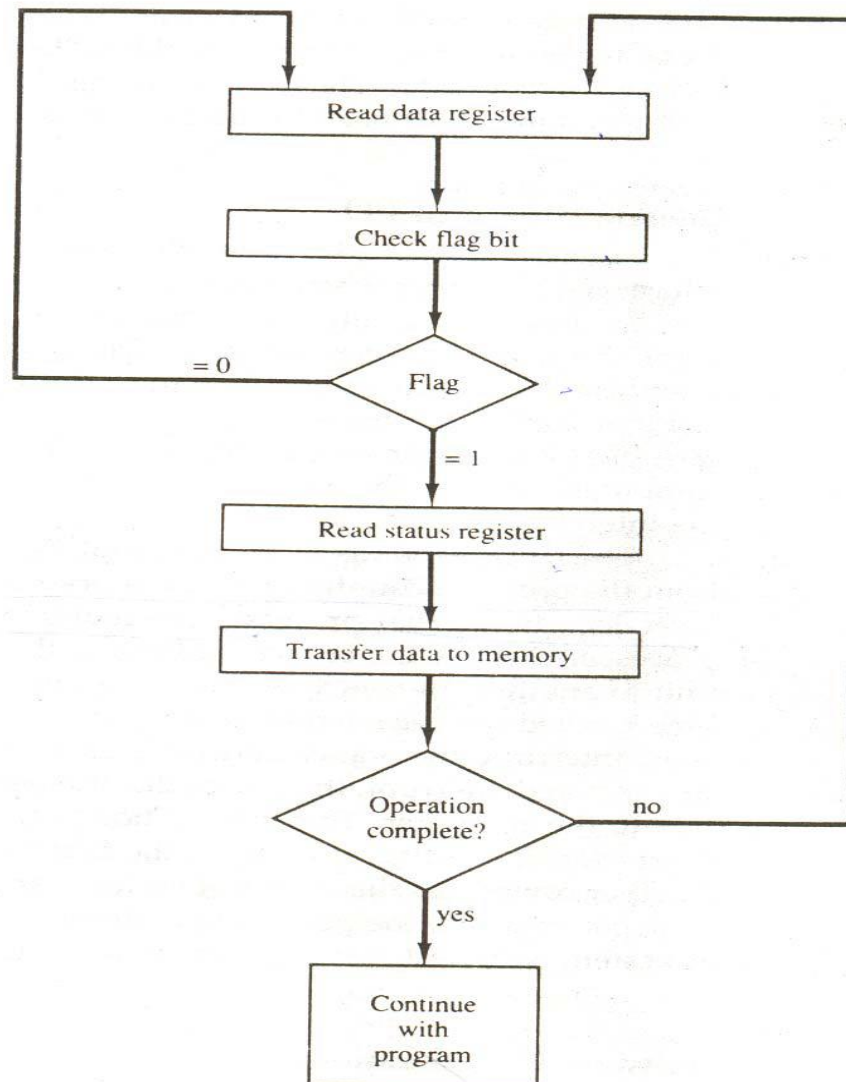 Read data register
Check flag bit
= 0
Flag
= 1
Read status register
Transfer data to memory
Operation
complete?
no
yes
Continue
with
program